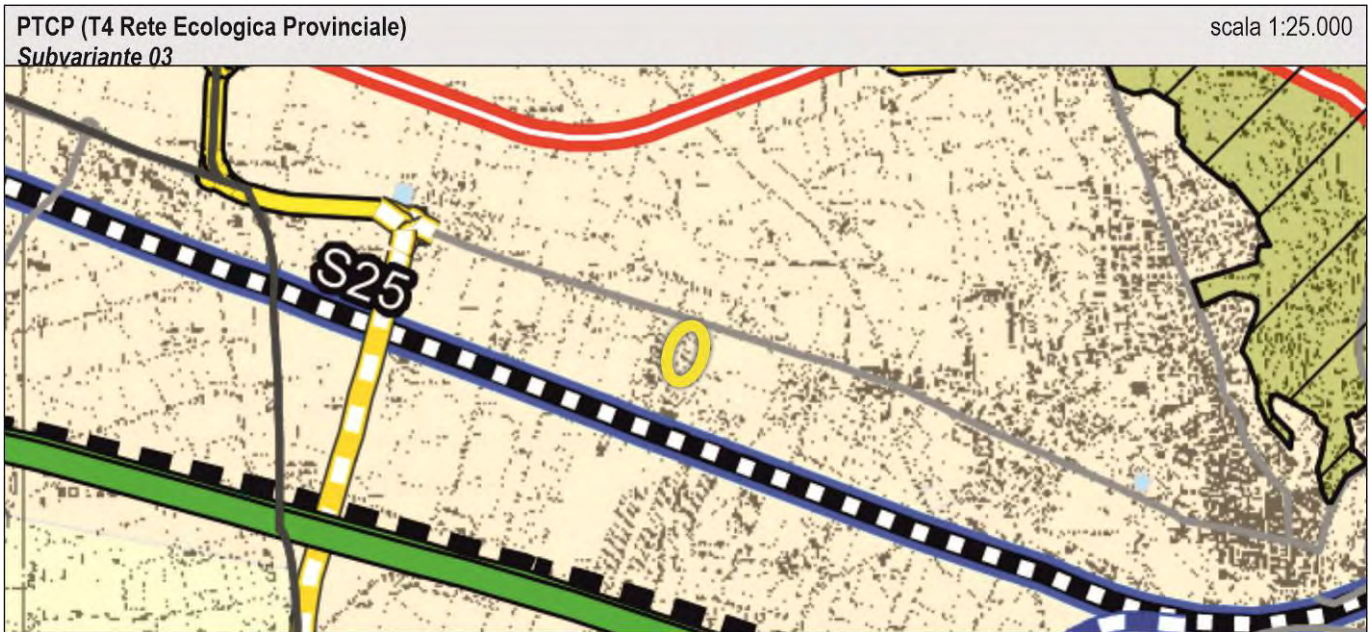 PTCP (T4 Rete Ecologica Provinciale)
scala 1:25.000
Subvariante 03
S25